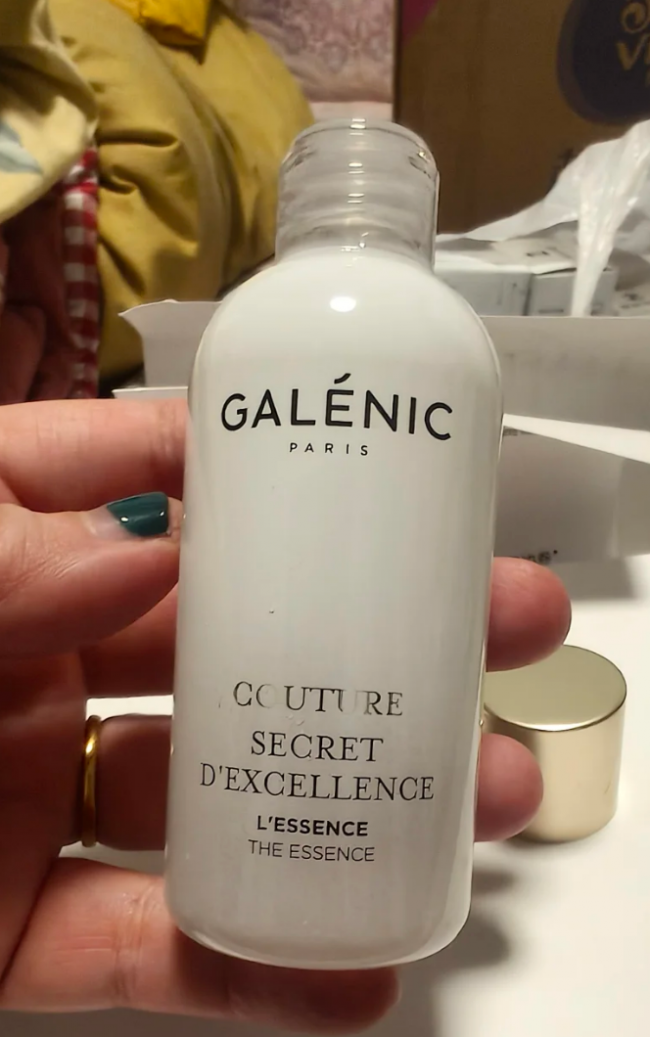 GALÉNIC
PARIS
COUTURE
SECRET
D'EXCELLENCE
L'ESSENCE
THE ESSENCE